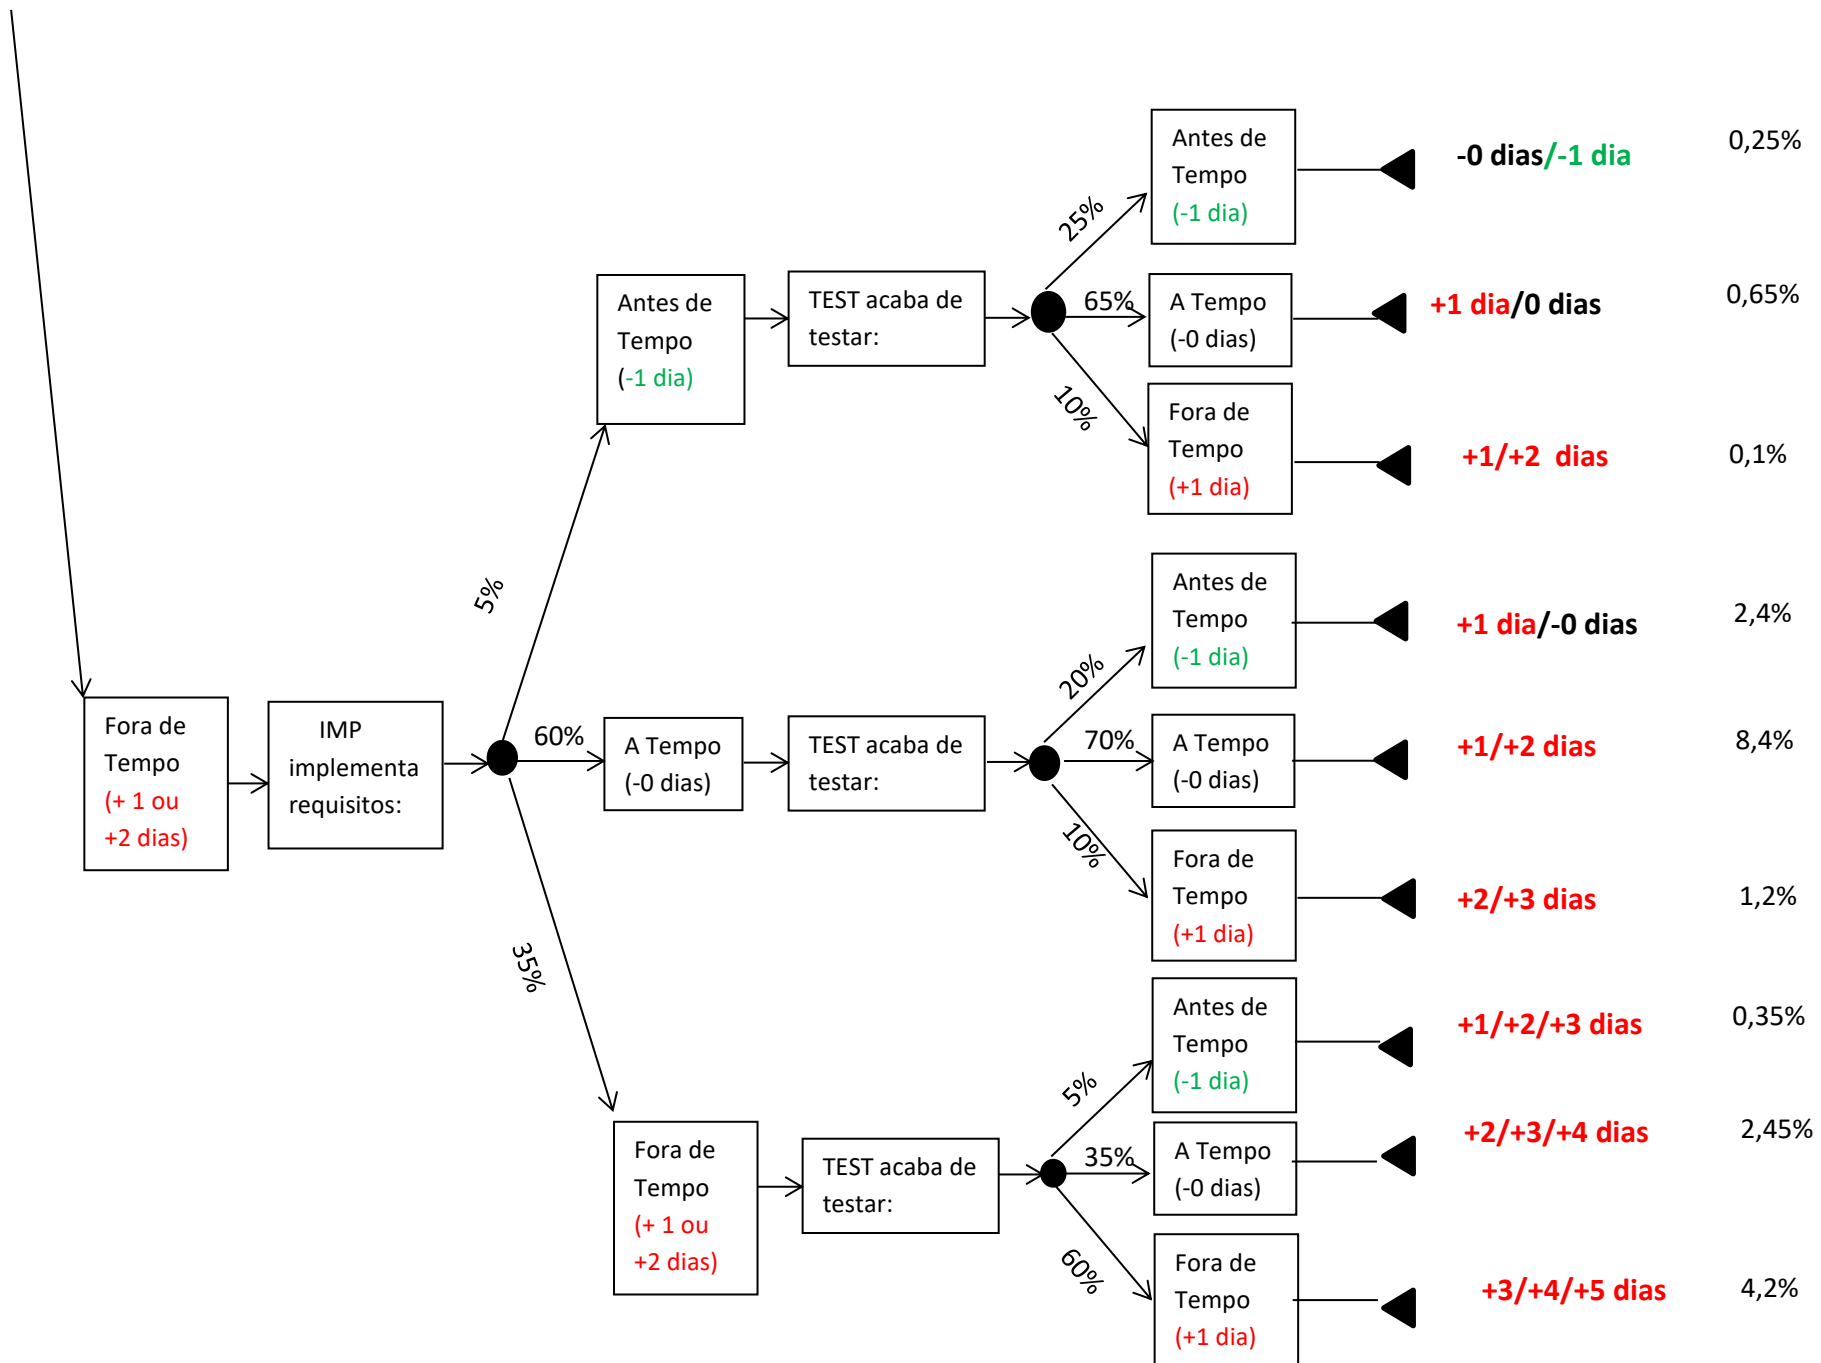 Antes de
Tempo
(-1 dia)
-0 dias/-1 dia
0,25%
25%
Antes de
Tempo
(-1 dia)
TEST acaba de
testar:
65%
A Tempo
(-0 dias)
+1 dia/0 dias
0,65%
10%
Fora de
Tempo
(+1 dia)
+1/+2 dias
0,1%
5%
Antes de
Tempo
(-1 dia)
+1 dia/-0 dias
2,4%
20%
Fora de
Tempo
(+ 1 ou
+2 dias)
IMP
implementa
requisitos:
60%
A Tempo
(-0 dias)
TEST acaba de
testar:
70%
A Tempo
(-0 dias)
+1/+2 dias
8,4%
10%
Fora de
Tempo
(+1 dia)
+2/+3 dias
1,2%
35%
Antes de
Tempo
(-1 dia)
+1/+2/+3 dias
0,35%
5%
Fora de
Tempo
(+ 1 ou
+2 dias)
TEST acaba de
testar:
35%
A Tempo
(-0 dias)
+2/+3/+4 dias
2,45%
60%
Fora de
Tempo
(+1 dia)
+3/+4/+5 dias
4,2%